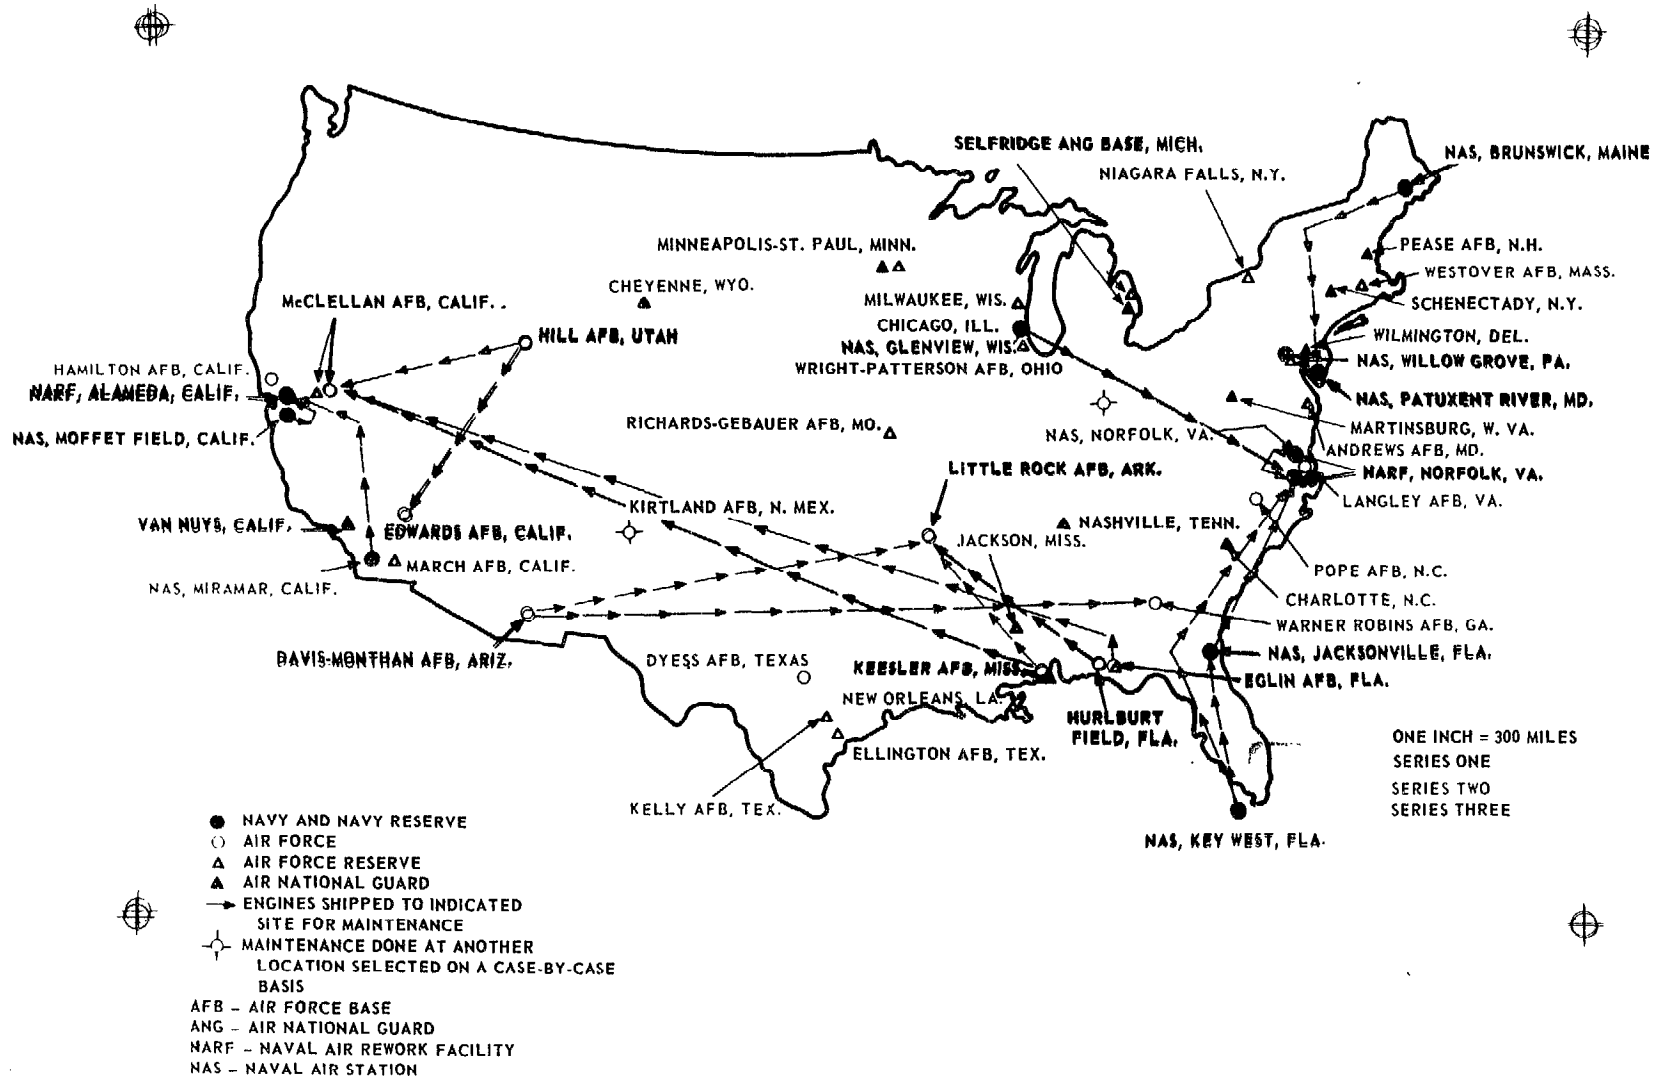 SELFRIDGE ANG BASE, MICH.
NIAGARA FALLS, N.Y.
NAS, BRUNSWICK, MAINE
MINNEAPOLIS-ST. PAUL, MINN.
PEASE AFB, N.H.
WESTOVER AFB, MASS.
CHEYENNE, WYO.
McCLELLAN AFB, CALIF.
MILWAUKEE, WIS.
SCHENECTADY, N.Y.
CHICAGO, ILL.
HILL AFB, UTAH
WILMINGTON, DEL.
NAS, GLENVIEW, WIS.
NAS, WILLOW GROVE, PA.
HAMILTON AFB, CALIF.
WRIGHT-PATTERSON AFB, OHIO
NARF, ALAMEDA, CALIF.
NAS, PATUXENT RIVER, MD.
NAS, MOFFET FIELD, CALIF.
RICHARDS-GEBAUER AFB, MO.
NAS, NORFOLK, VA.
MARTINSBURG, W. VA.
ANDREWS AFB, MD.
LITTLE ROCK AFB, ARK.
NARF, NORFOLK, VA.
KIRTLAND AFB, N. MEX.
LANGLEY AFB, VA.
VAN NUYS, CALIF.
EDWARDS AFB, CALIF.
NASHVILLE, TENN.
JACKSON, MISS.
MARCH AFB, CALIF.
POPE AFB, N.C.
NAS, MIRAMAR, CALIF.
CHARLOTTE, N.C.
WARNER ROBINS AFB, GA.
DAVIS-MONTHAN AFB, ARIZ.
DYESS AFB, TEXAS
KEESLER AFB, MISS.
NAS, JACKSONVILLE, FLA.
EGLIN AFB, FLA.
NEW ORLEANS, LA.
HURLBURT
FIELD, FLA.
ELLINGTON AFB, TEX.
ONE INCH = 300 MILES
SERIES ONE
SERIES TWO
SERIES THREE
KELLY AFB, TEX.
NAS, KEY WEST, FLA.
NAVY AND NAVY RESERVE
AIR FORCE
AIR FORCE RESERVE
AIR NATIONAL GUARD
ENGINES SHIPPED TO INDICATED
SITE FOR MAINTENANCE
MAINTENANCE DONE AT ANOTHER
LOCATION SELECTED ON A CASE-BY-CASE
BASIS
AFB – AIR FORCE BASE
ANG – AIR NATIONAL GUARD
NARF – NAVAL AIR REWORK FACILITY
NAS – NAVAL AIR STATION